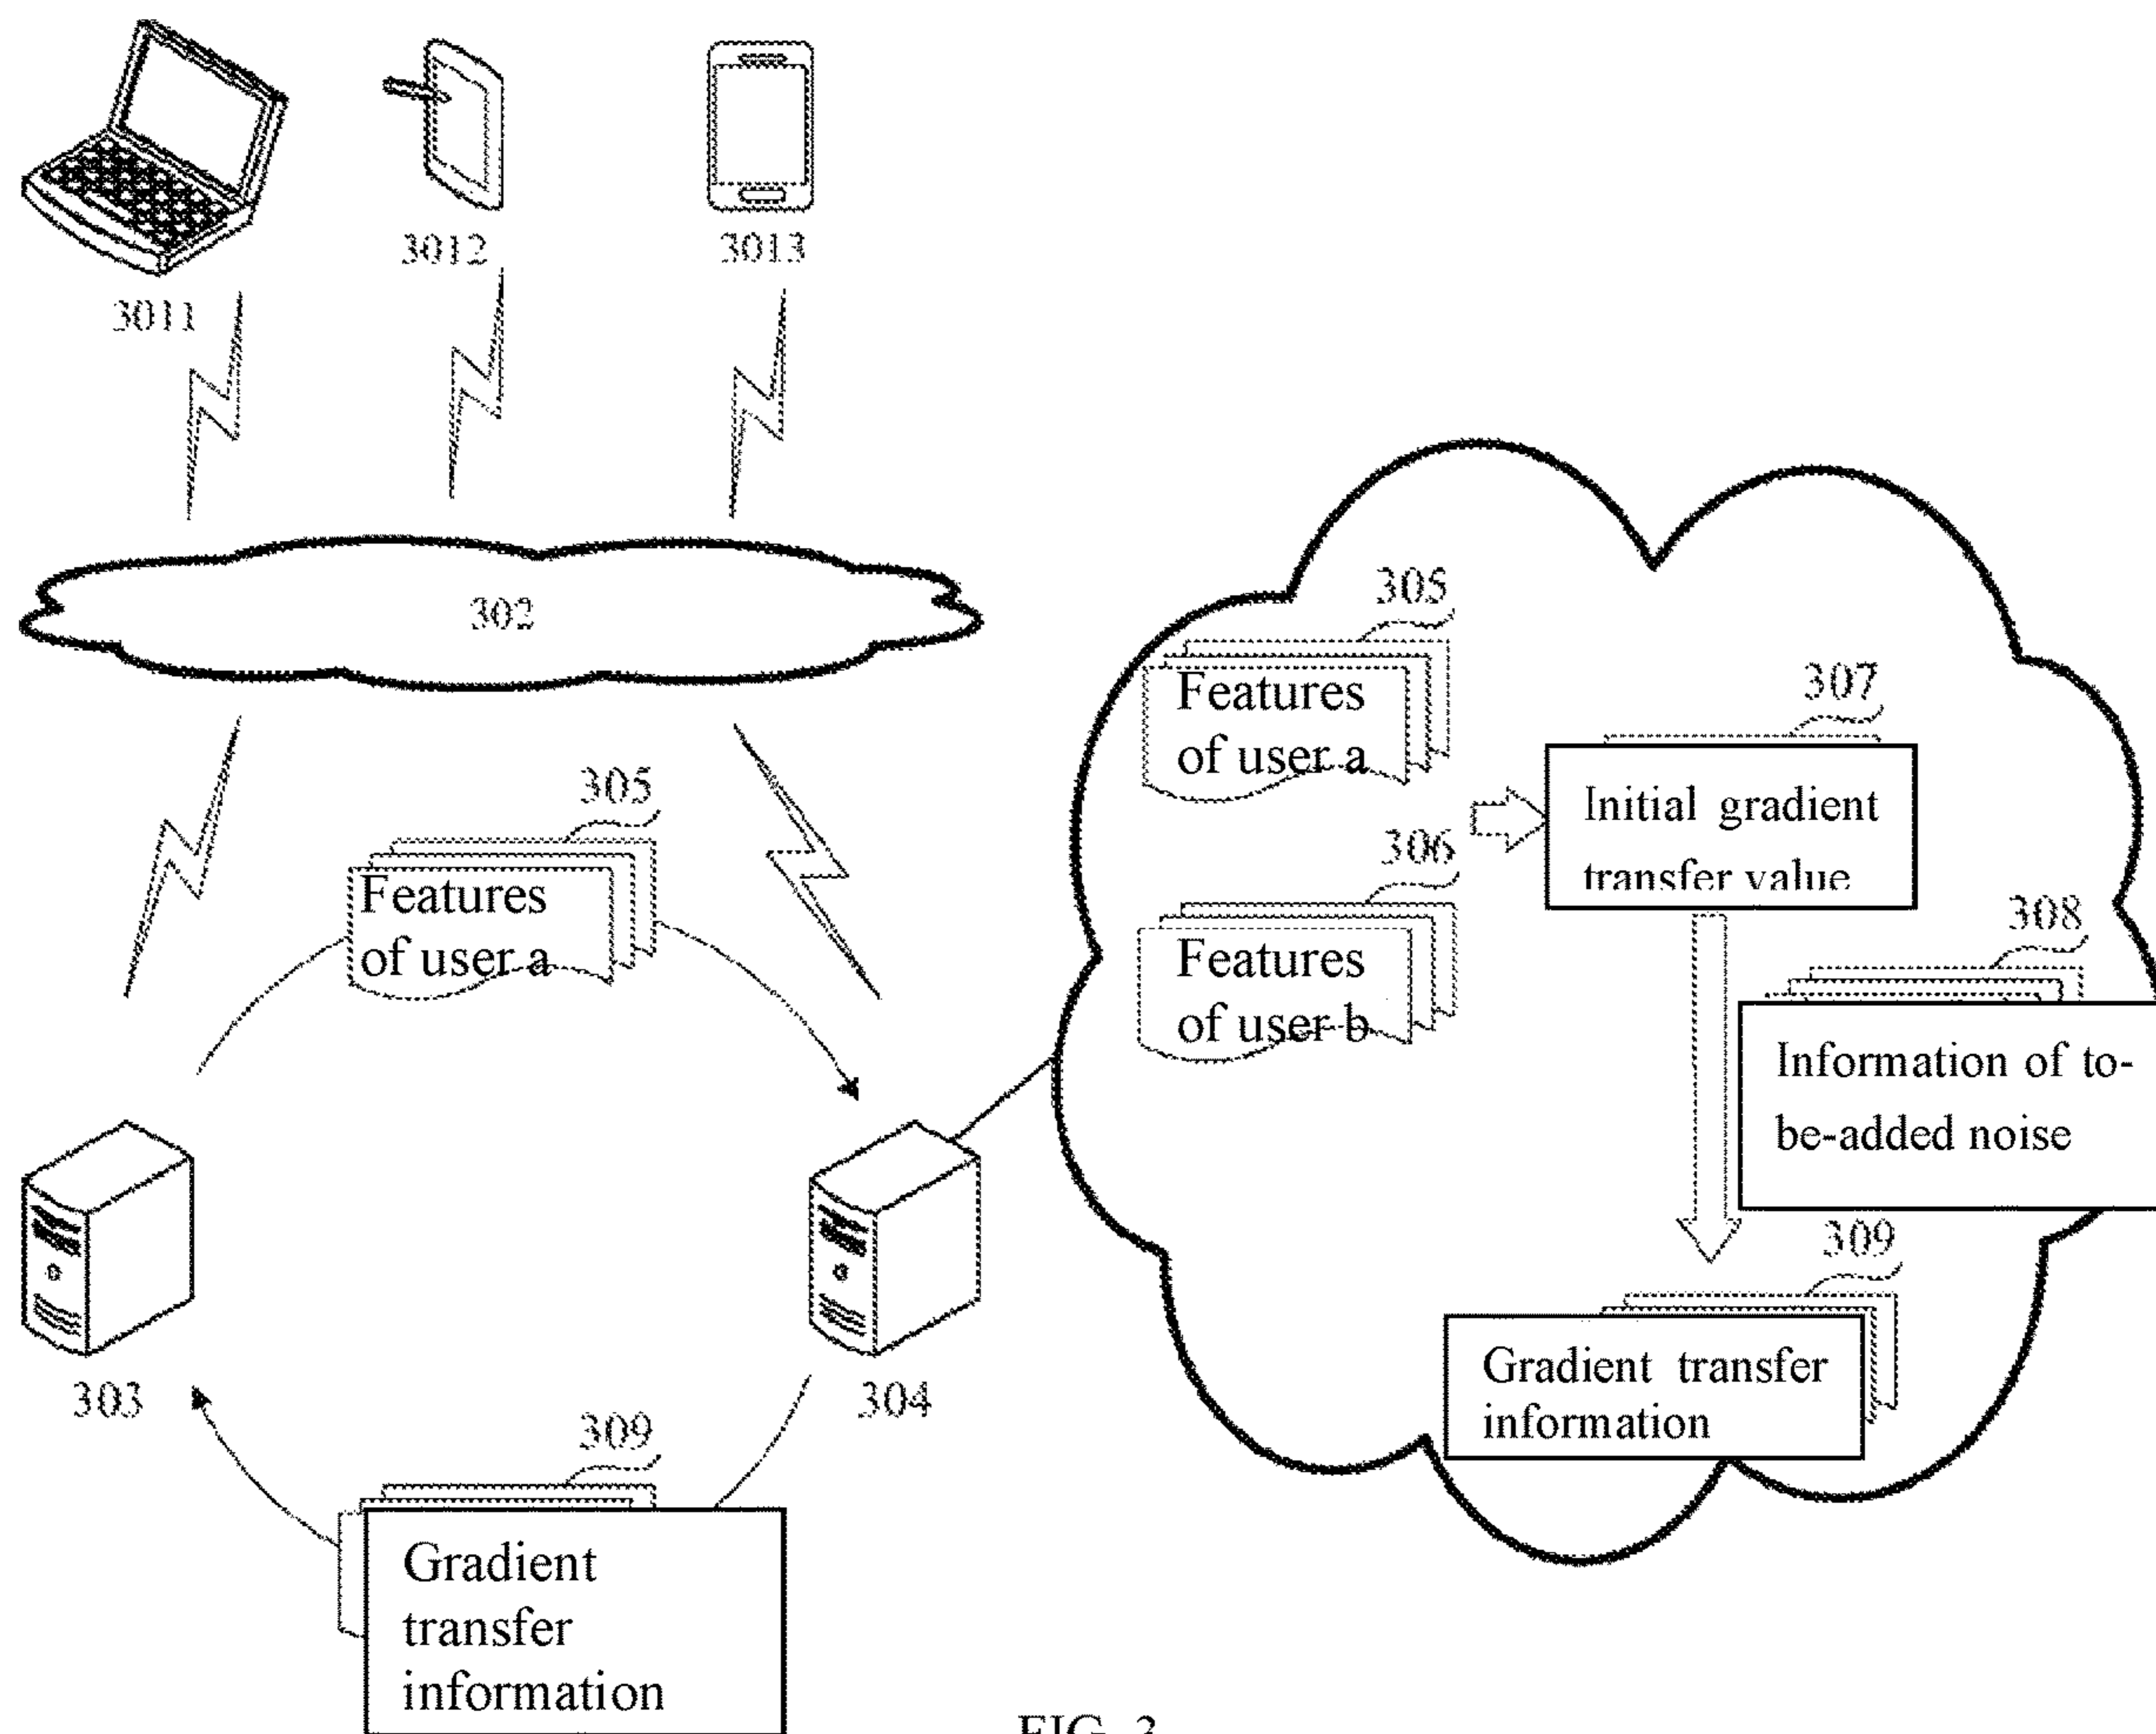 3011
3012
3013
302
305
Features
of user a
303
304
309
Gradient
transfer
information
305
Features
of user a
306
Features
of user b
307
Initial gradient
transfer value
308
Information of to-
be-added noise
309
Gradient transfer
information
FIG. 3